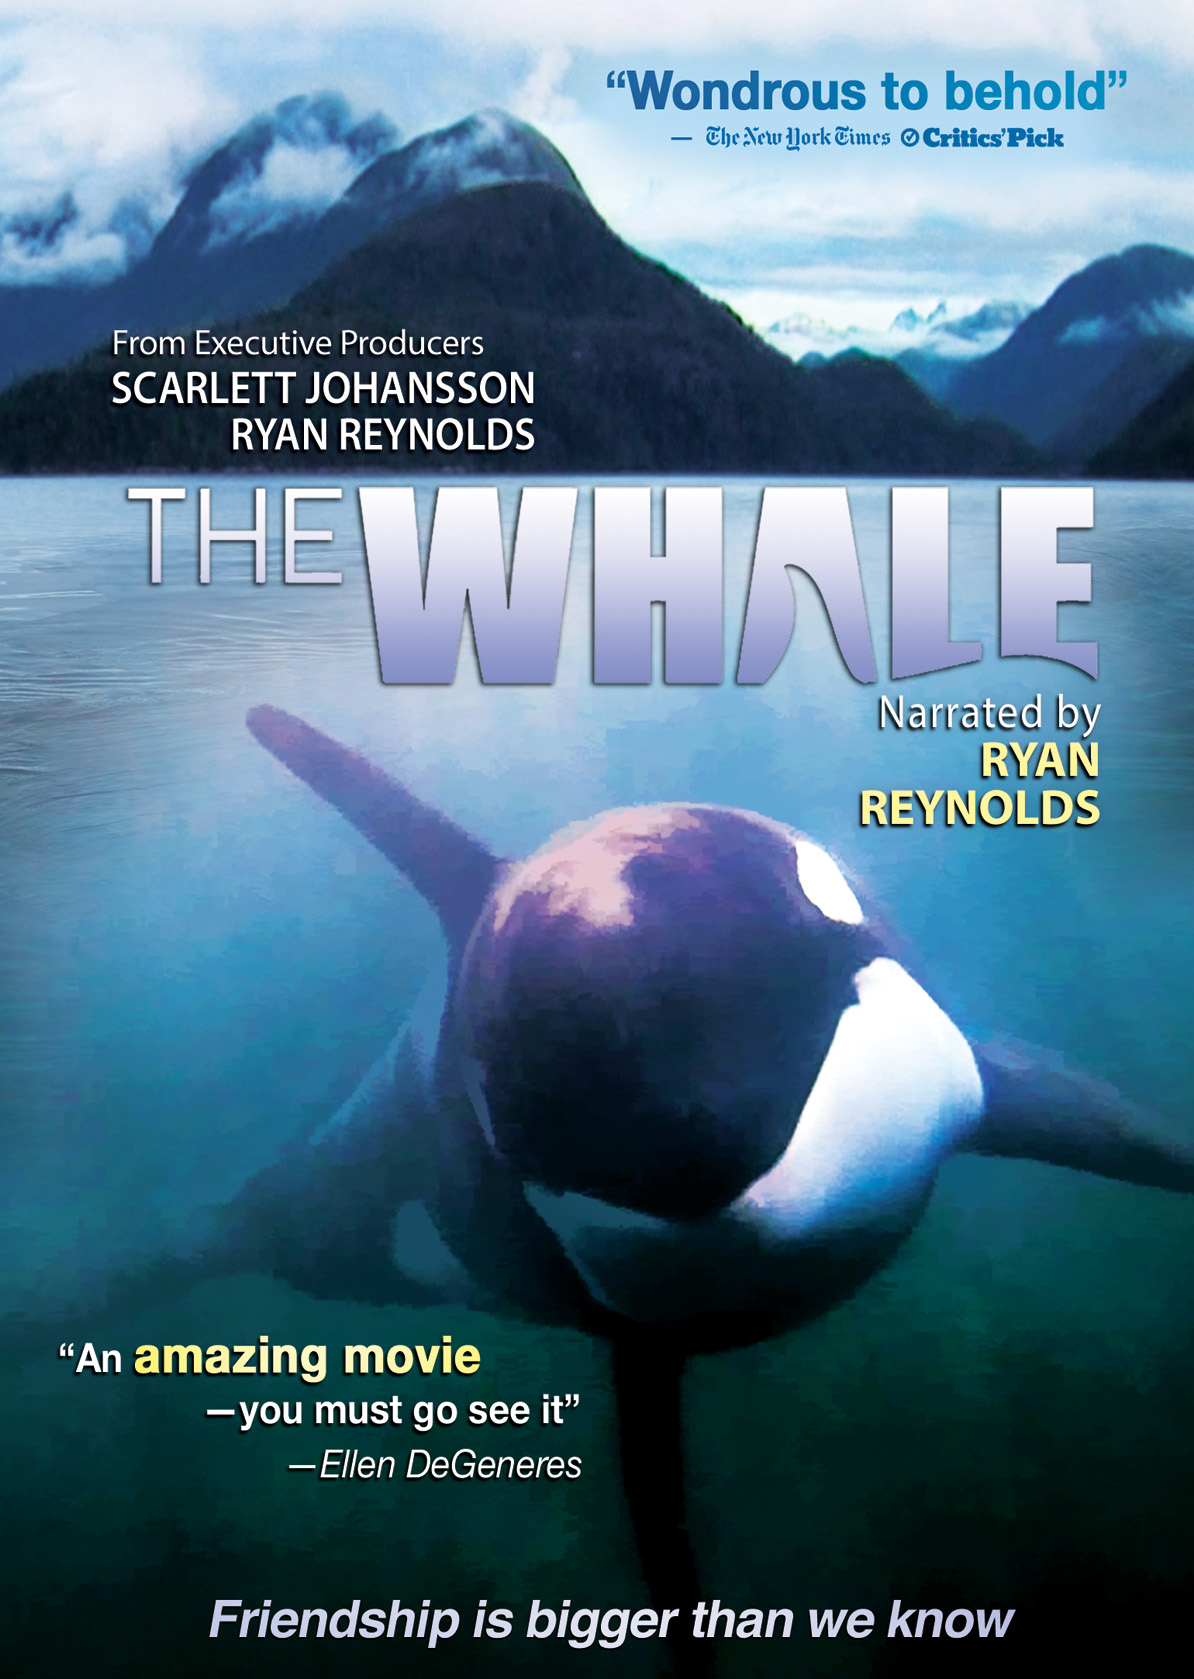 “Wondrous to behold”
— The New York Times Critics' Pick
From Executive Producers
SCARLETT JOHANSSON
RYAN REYNOLDS
THE WHALE
Narrated by
RYAN
REYNOLDS
“An amazing movie
—you must go see it”
—Ellen DeGeneres
Friendship is bigger than we know